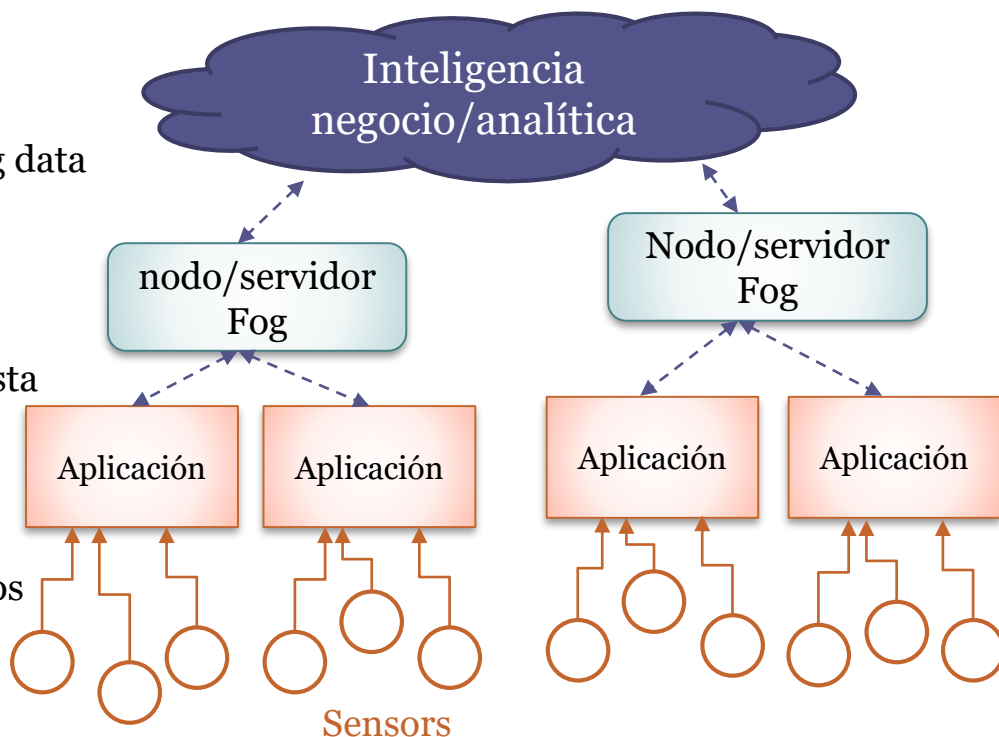 Inteligencia
negocio/analítica
g data
nodo/servidor
Fog
Nodo/servidor
Fog
sta
Aplicación
Aplicación
Aplicación
Aplicación
os
Sensors